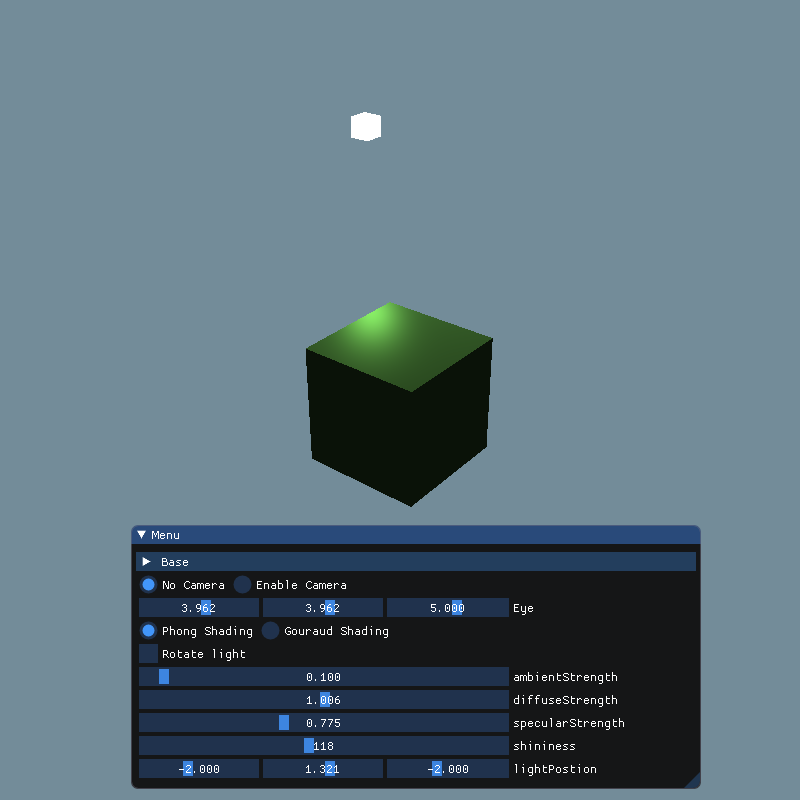 Menu
Base
No Camera Enable Camera
3.962 3.962 5.000 Eye
Phong Shading Gouraud Shading
Rotate light
0.100 ambientStrength
1.006 diffuseStrength
0.775 specularStrength
118 shininess
-2.000 1.321 -2.000 lightPostion